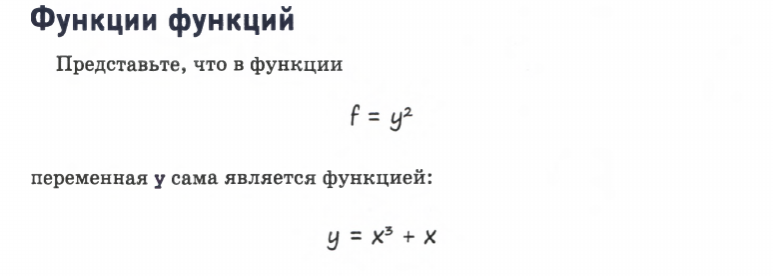 Функции функций
Представьте, что в функции
f = y²
переменная y сама является функцией:
y = x³ + x